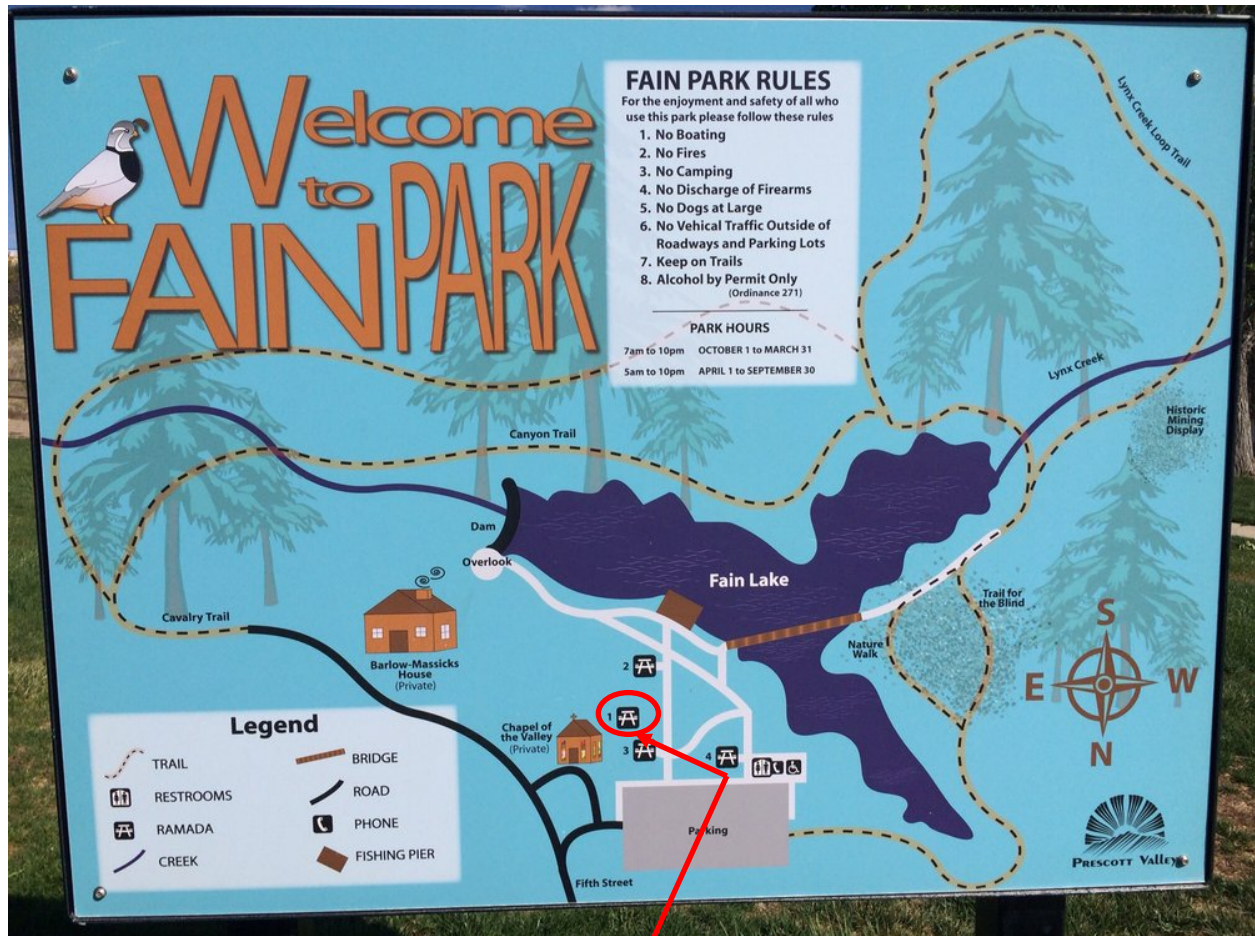 Welcome
to
FAIN PARK
FAIN PARK RULES
For the enjoyment and safety of all who
use this park please follow these rules
1. No Boating
2. No Fires
3. No Camping
4. No Discharge of Firearms
5. No Dogs at Large
6. No Vehical Traffic Outside of
Roadways and Parking Lots
7. Keep on Trails
8. Alcohol by Permit Only
(Ordinance 271)
PARK HOURS
7am to 10pm OCTOBER 1 to MARCH 31
5am to 10pm APRIL 1 to SEPTEMBER 30
Lynx Creek Loop Trail
Lynx Creek
Historic
Mining
Display
Canyon Trail
Dam
Overlook
Fain Lake
Trail for
the Blind
Nature
Walk
Cavalry Trail
Barlow-Massicks
House
(Private)
Chapel of
the Valley
(Private)
2
1
3
4
Parking
Fifth Street
S
E W
N
Legend
TRAIL
RESTROOMS
RAMADA
CREEK
BRIDGE
ROAD
PHONE
FISHING PIER
PRESCOTT VALLEY